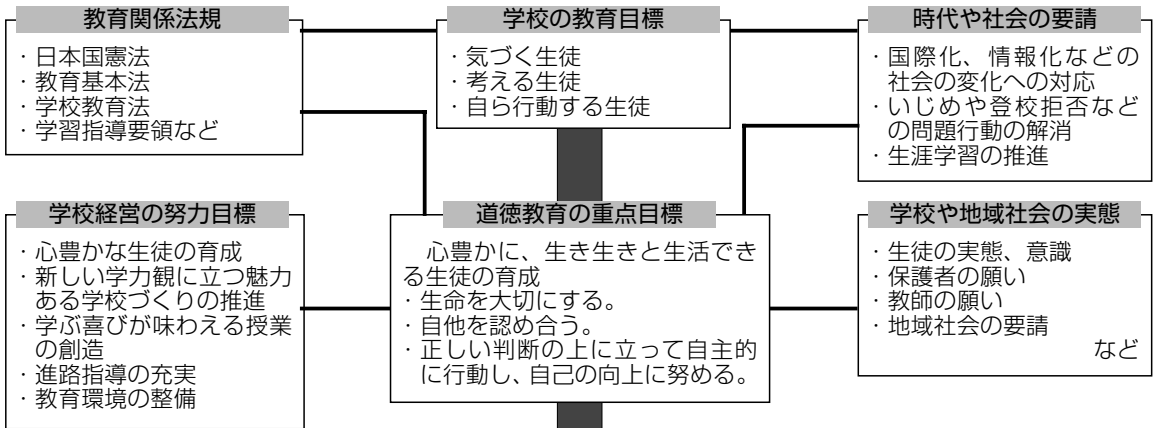 教育関係法規
・日本国憲法
・教育基本法
・学校教育法
・学習指導要領など
学校の教育目標
・気づく生徒
・考える生徒
・自ら行動する生徒
時代や社会の要請
・国際化、情報化などの
社会の変化への対応
・いじめや登校拒否など
の問題行動の解消
・生涯学習の推進
学校経営の努力目標
・心豊かな生徒の育成
・新しい学力観に立つ魅力
ある学校づくりの推進
・学ぶ喜びが味わえる授業
の創造
・進路指導の充実
・教育環境の整備
道徳教育の重点目標
心豊かに、生き生きと生活でき
る生徒の育成
・生命を大切にする。
・自他を認め合う。
・正しい判断の上に立って自主的
に行動し、自己の向上に努める。
学校や地域社会の実態
・生徒の実態、意識
・保護者の願い
・教師の願い
・地域社会の要請
など